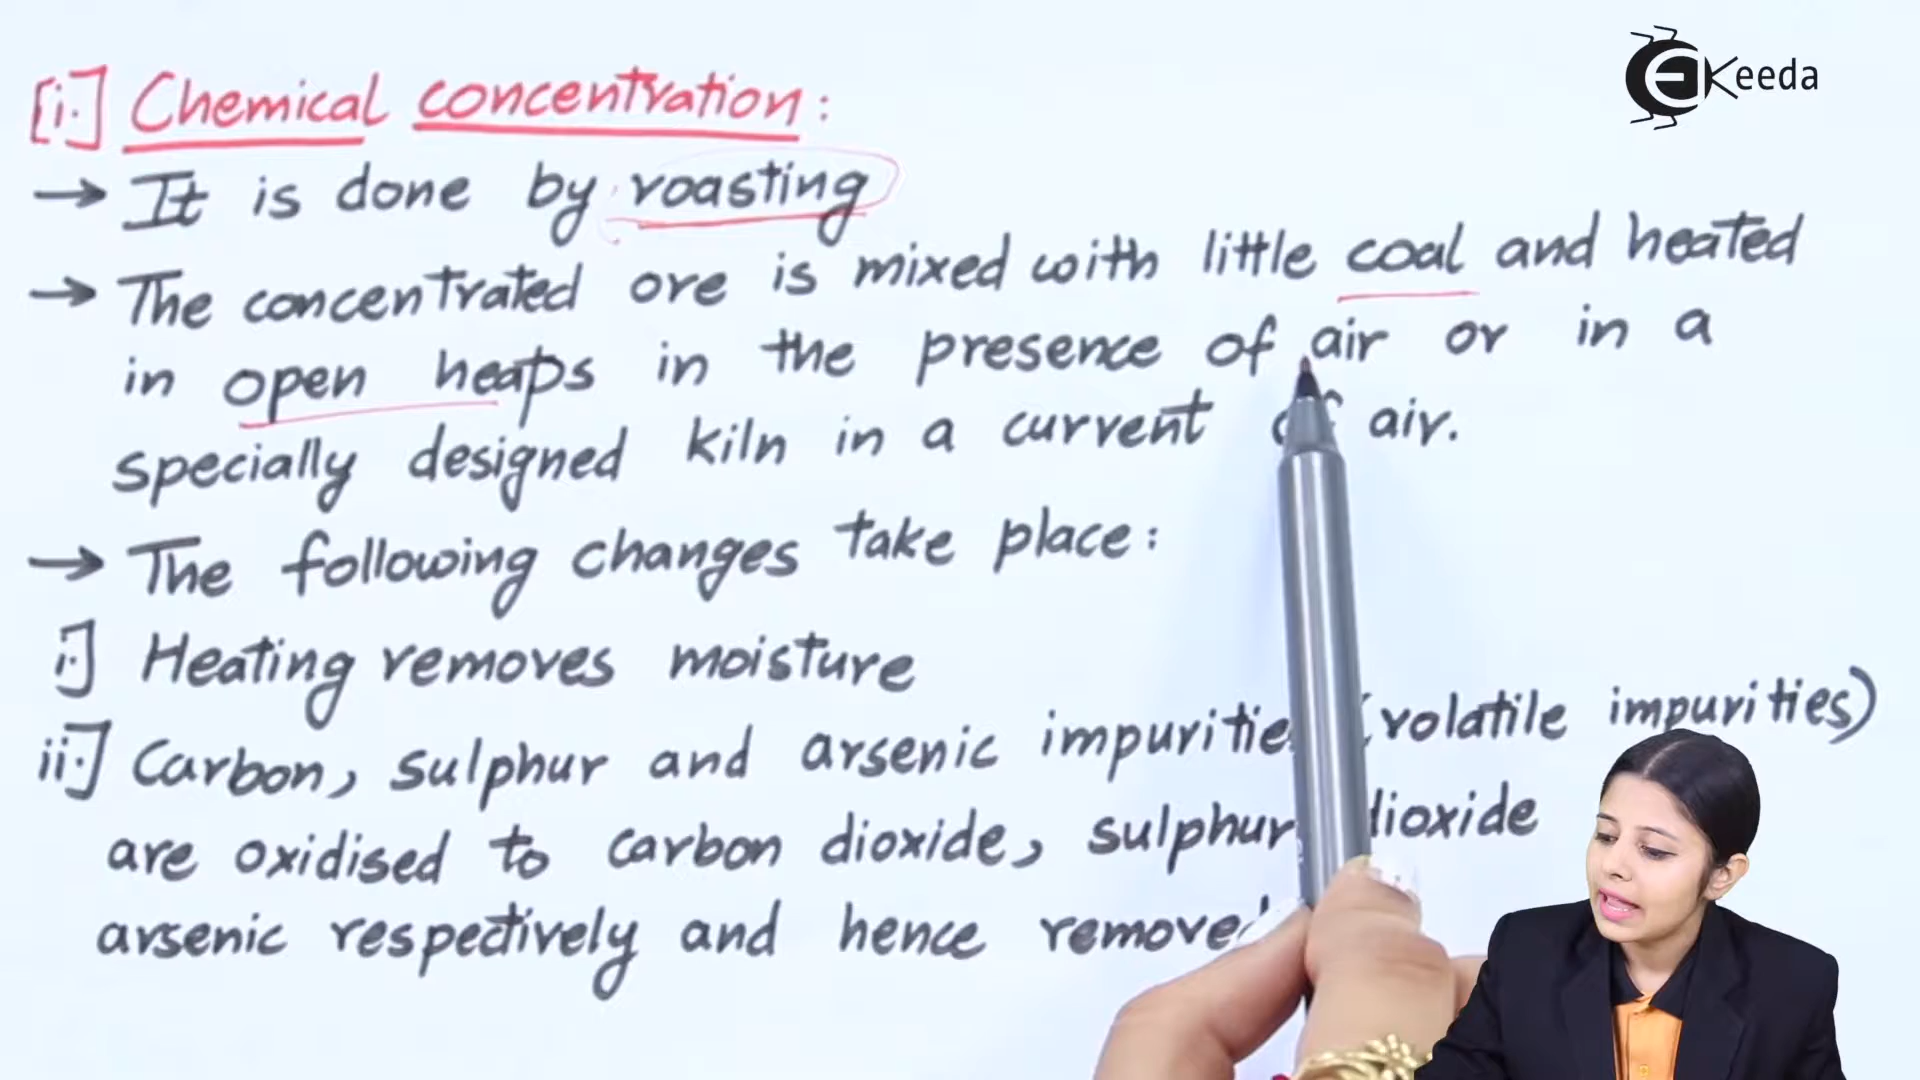 EKeeda
[i.] Chemical concentration:
→ It is done by roasting
→ The concentrated ore is mixed with little coal and heated
in open heaps in the presence of air or in a
specially designed kiln in a current of air.
→ The following changes take place:
i.] Heating removes moisture
ii.] Carbon, sulphur and arsenic impurities (volatile impurities)
are oxidised to carbon dioxide, sulphur dioxide
arsenic respectively and hence removed